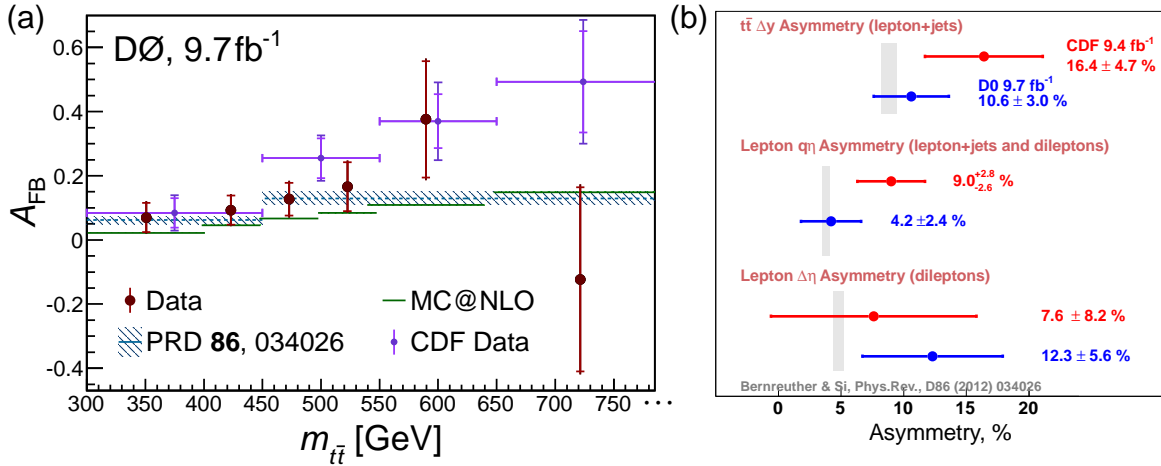 (a)
DØ, 9.7fb⁻¹
A_FB
0.6
0.4
0.2
0
-0.2
-0.4
Data
MC@NLO
PRD 86, 034026
CDF Data
300 350 400 450 500 550 600 650 700 750 ...
m_tt̄ [GeV]
(b)
tt̄ Δy Asymmetry (lepton+jets)
CDF 9.4 fb⁻¹
16.4 ± 4.7 %
D0 9.7 fb⁻¹
10.6 ± 3.0 %
Lepton qη Asymmetry (lepton+jets and dileptons)
9.0 +2.8 -2.6 %
4.2 ±2.4 %
Lepton Δη Asymmetry (dileptons)
7.6 ± 8.2 %
12.3 ± 5.6 %
Bernreuther & Si, Phys.Rev., D86 (2012) 034026
0 5 10 15 20
Asymmetry, %